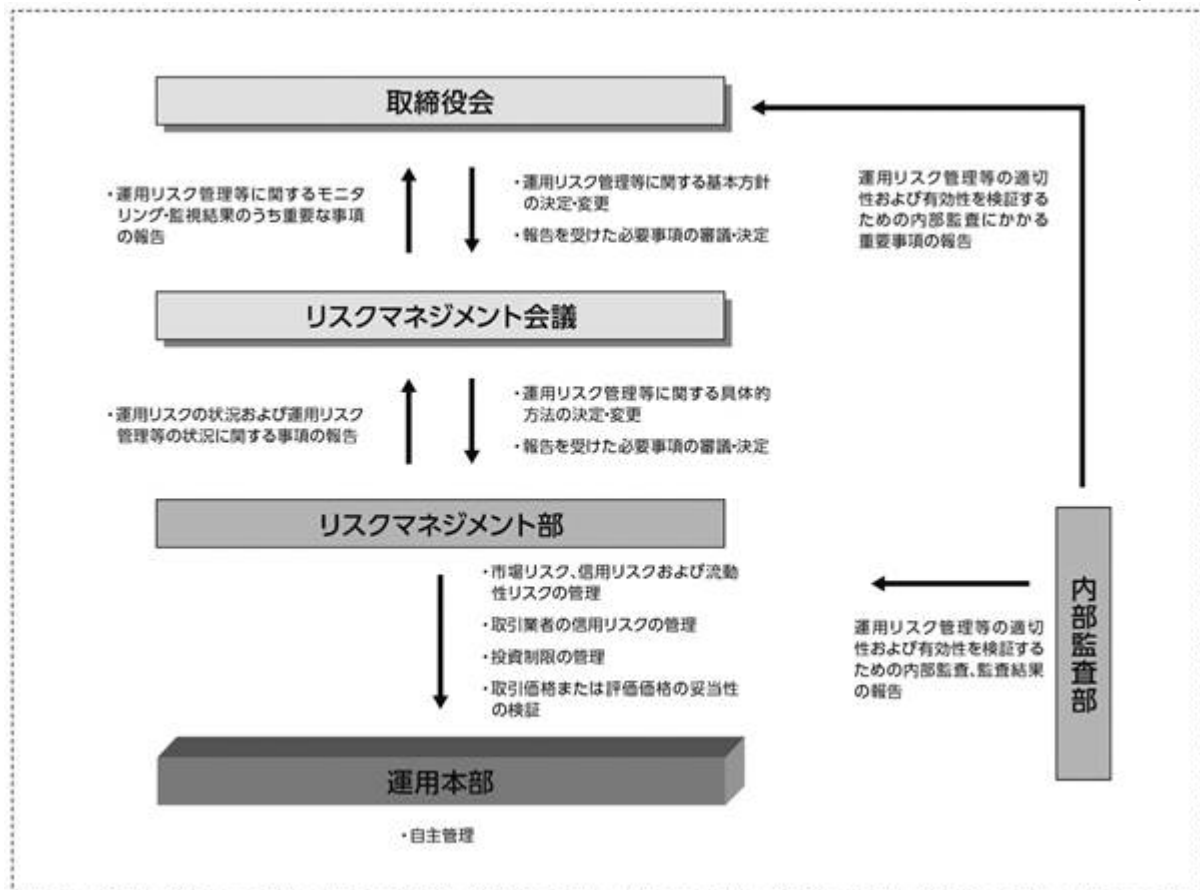 取締役会
・運用リスク管理等に関するモニタ
リング・監視結果のうち重要な事項
の報告
・運用リスク管理等に関する基本方針
の決定・変更
・報告を受けた必要事項の審議・決定
運用リスク管理等の適切
性および有効性を検証する
ための内部監査にかかる
重要事項の報告
リスクマネジメント会議
・運用リスクの状況および運用リスク
管理等の状況に関する事項の報告
・運用リスク管理等に関する具体的
方法の決定・変更
・報告を受けた必要事項の審議・決定
リスクマネジメント部
・市場リスク、信用リスクおよび流動
性リスクの管理
・取引業者の信用リスクの管理
・投資制限の管理
・取引価格または評価価格の妥当性
の検証
運用リスク管理等の適切
性および有効性を検証する
ための内部監査、監査結果
の報告
内部監査部
運用本部
・自主管理